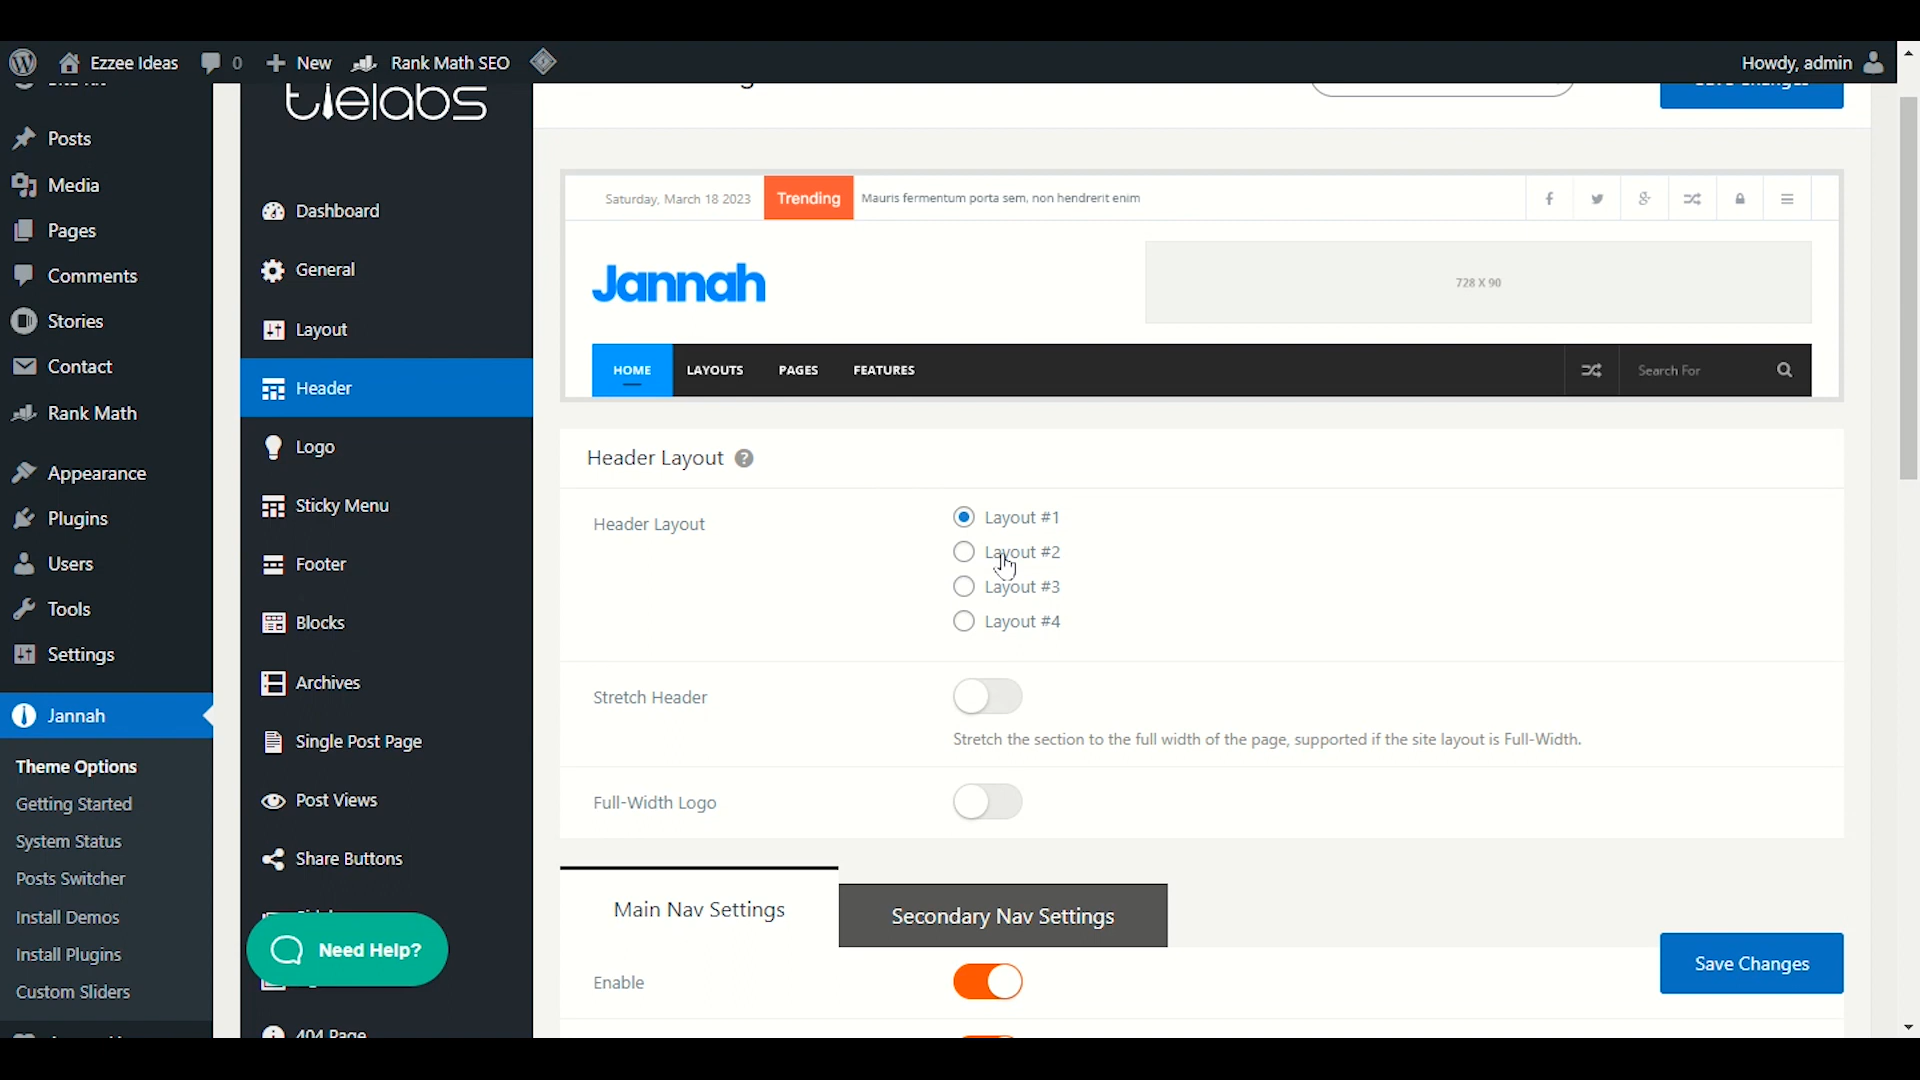 Ezzee Ideas
0
New
Rank Math SEO
Howdy, admin
Posts
Media
Pages
Comments
Stories
Contact
Rank Math
Appearance
Plugins
Users
Tools
Settings
Jannah
Theme Options
Getting Started
System Status
Posts Switcher
Install Demos
Install Plugins
Custom Sliders
tielabs
Dashboard
General
Layout
Header
Logo
Sticky Menu
Footer
Blocks
Archives
Single Post Page
Post Views
Share Buttons
Need Help?
404 Page
Save Changes
Saturday, March 18 2023
Trending
Mauris fermentum porta sem, non hendrerit enim
Jannah
728 X 90
HOME
LAYOUTS
PAGES
FEATURES
Search For
Header Layout
Header Layout
Layout #1
Layout #2
Layout #3
Layout #4
Stretch Header
Stretch the section to the full width of the page, supported if the site layout is Full-Width.
Full-Width Logo
Main Nav Settings
Secondary Nav Settings
Enable
Save Changes